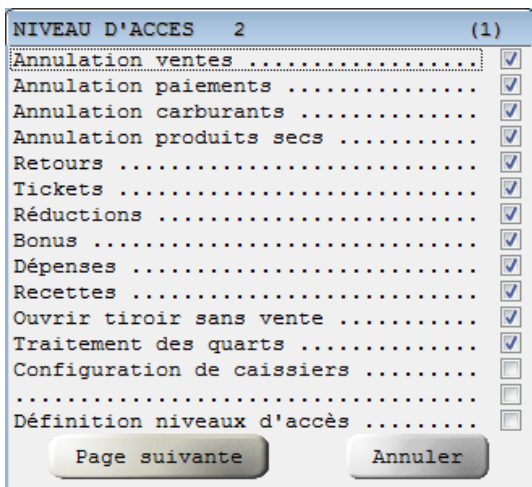 NIVEAU D'ACCES 2 (1)
Annulation ventes ..................
Annulation paiements ...............
Annulation carburants ..............
Annulation produits secs ...........
Retours ............................
Tickets ............................
Réductions .........................
Bonus ..............................
Dépenses ...........................
Recettes ...........................
Ouvrir tiroir sans vente ...........
Traitement des quarts ..............
Configuration de caissiers .........
....................................
Définition niveaux d'accès .........
Page suivante Annuler